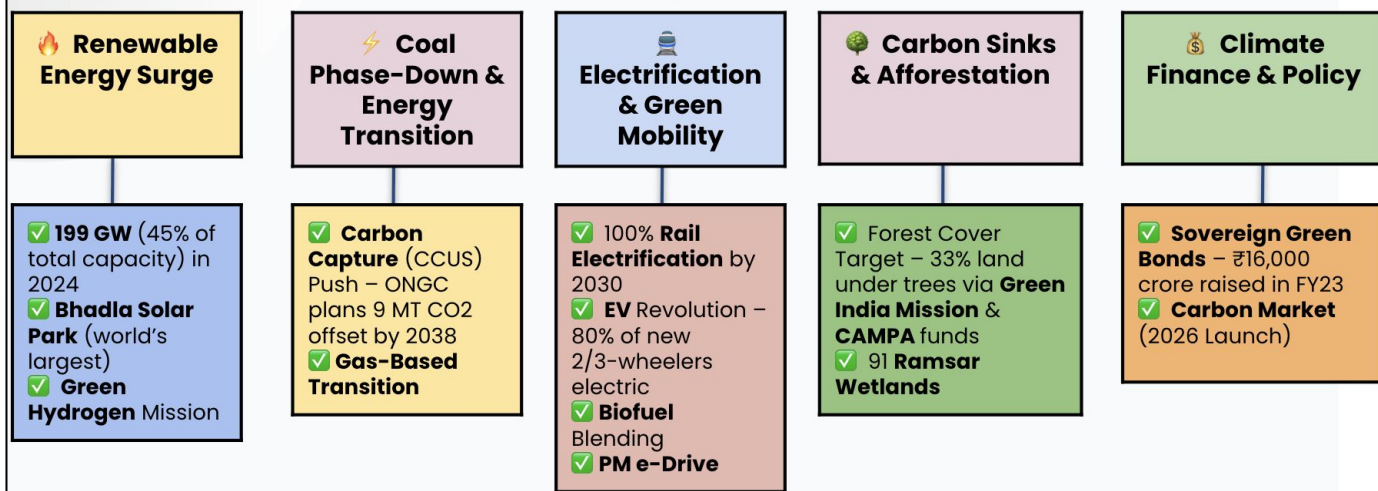 🔥 Renewable
Energy Surge
✅ 199 GW (45% of
total capacity) in
2024
✅ Bhadla Solar
Park (world's
largest)
✅ Green
Hydrogen Mission
⚡ Coal
Phase-Down &
Energy
Transition
✅ Carbon
Capture (CCUS)
Push – ONGC
plans 9 MT CO2
offset by 2038
✅ Gas-Based
Transition
🚆
Electrification
& Green
Mobility
✅ 100% Rail
Electrification by
2030
✅ EV Revolution –
80% of new
2/3-wheelers
electric
✅ Biofuel
Blending
✅ PM e-Drive
🌳 Carbon Sinks
& Afforestation
✅ Forest Cover
Target – 33% land
under trees via Green
India Mission &
CAMPA funds
✅ 91 Ramsar
Wetlands
💰 Climate
Finance & Policy
✅ Sovereign Green
Bonds – ₹16,000
crore raised in FY23
✅ Carbon Market
(2026 Launch)